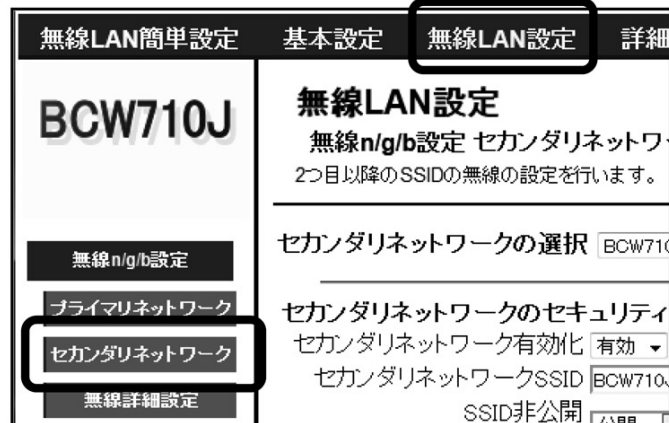 無線LAN簡単設定 基本設定 無線LAN設定 詳細
BCW710J
無線LAN設定
無線n/g/b設定 セカンダリネットワ
2つ目以降のSSIDの無線の設定を行います。
セカンダリネットワークの選択 BCW710
無線n/g/b設定
プライマリネットワーク
セカンダリネットワーク
無線詳細設定
セカンダリネットワークのセキュリティ
セカンダリネットワーク有効化 有効
セカンダリネットワークSSID BCW710J
SSID非公開 公開